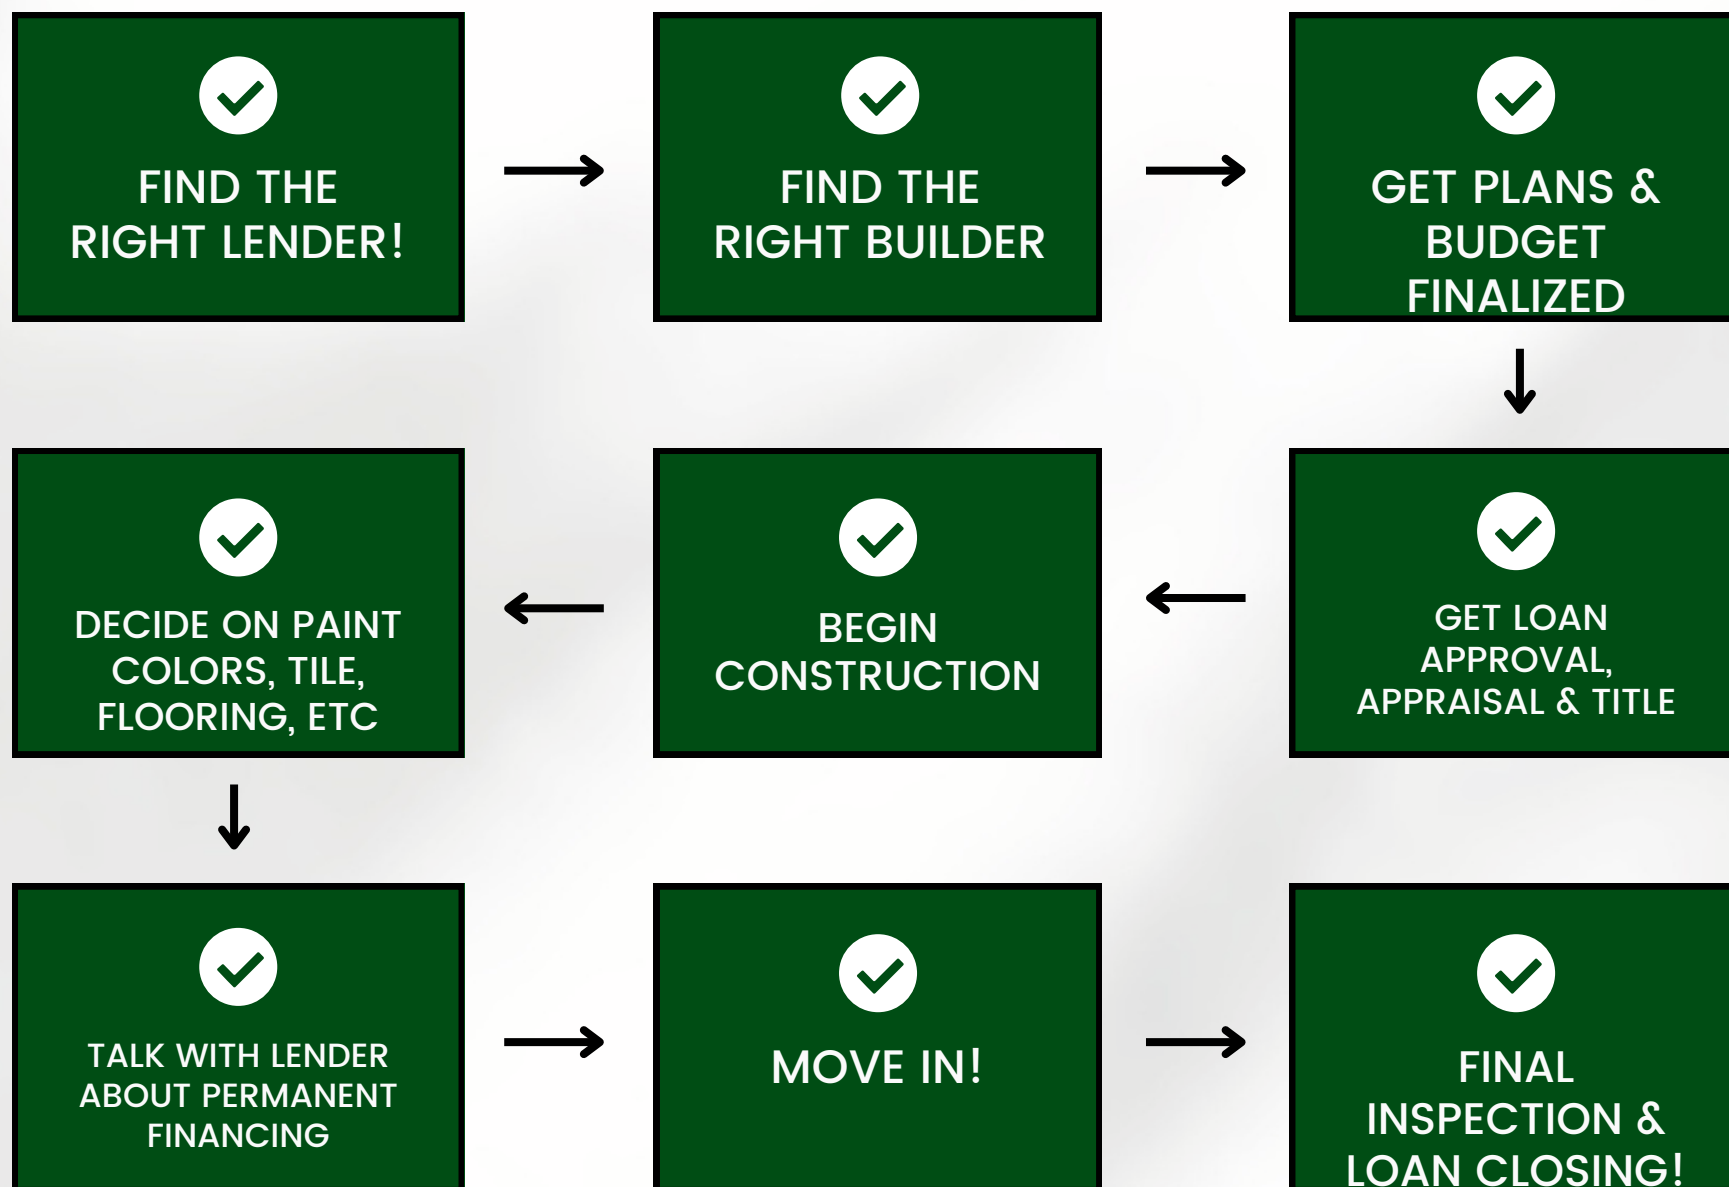 FIND THE
RIGHT LENDER!
FIND THE
RIGHT BUILDER
GET PLANS &
BUDGET
FINALIZED
GET LOAN
APPROVAL,
APPRAISAL & TITLE
BEGIN
CONSTRUCTION
DECIDE ON PAINT
COLORS, TILE,
FLOORING, ETC
TALK WITH LENDER
ABOUT PERMANENT
FINANCING
MOVE IN!
FINAL
INSPECTION &
LOAN CLOSING!